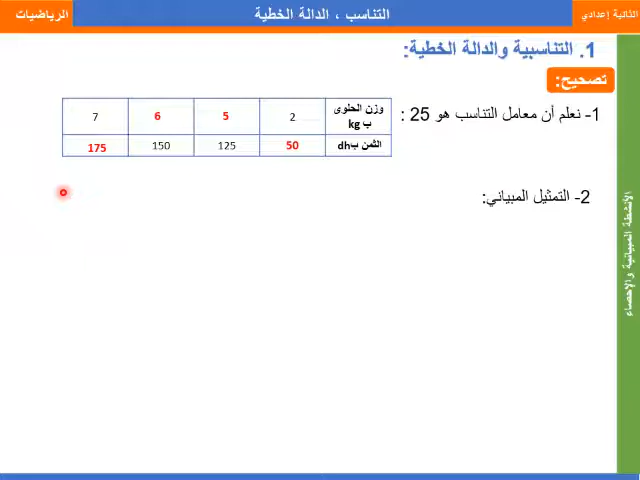 الثانية إعدادي
التناسب ، الدالة الخطية
الرياضيات
1. التناسبية والدالة الخطية:
تصحيح:
1- نعلم أن معامل التناسب هو 25 :
وزن الحلوى ب kg 2 5 6 7
الثمن بdh 50 125 150 175
2- التمثيل المبياني:
الأنشطة المبيانية والإحصاء